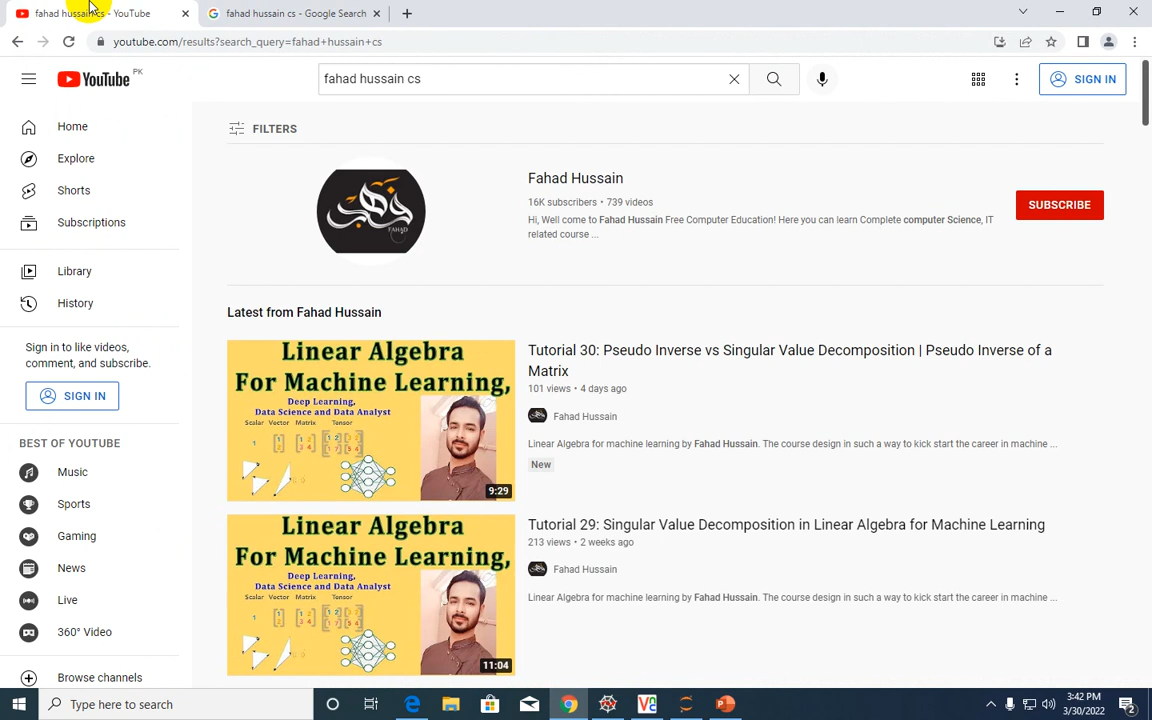 fahad hussain cs - YouTube
fahad hussain cs - Google Search
youtube.com/results?search_query=fahad+hussain+cs
YouTube PK
fahad hussain cs
SIGN IN
Home
Explore
Shorts
Subscriptions
Library
History
Sign in to like videos,
comment, and subscribe.
SIGN IN
BEST OF YOUTUBE
Music
Sports
Gaming
News
Live
360° Video
Browse channels
FILTERS
فهد
FAHAD
Fahad Hussain
16K subscribers • 739 videos
Hi, Well come to Fahad Hussain Free Computer Education! Here you can learn Complete computer Science, IT
related course ...
SUBSCRIBE
Latest from Fahad Hussain
Linear Algebra
For Machine Learning,
Deep Learning,
Data Science and Data Analyst
Scalar Vector Matrix Tensor
9:29
Tutorial 30: Pseudo Inverse vs Singular Value Decomposition | Pseudo Inverse of a
Matrix
101 views • 4 days ago
Fahad Hussain
Linear Algebra for machine learning by Fahad Hussain. The course design in such a way to kick start the career in machine ...
New
Linear Algebra
For Machine Learning,
Deep Learning,
Data Science and Data Analyst
Scalar Vector Matrix Tensor
11:04
Tutorial 29: Singular Value Decomposition in Linear Algebra for Machine Learning
213 views • 2 weeks ago
Fahad Hussain
Linear Algebra for machine learning by Fahad Hussain. The course design in such a way to kick start the career in machine ...
Type here to search
3:42 PM
3/30/2022
2